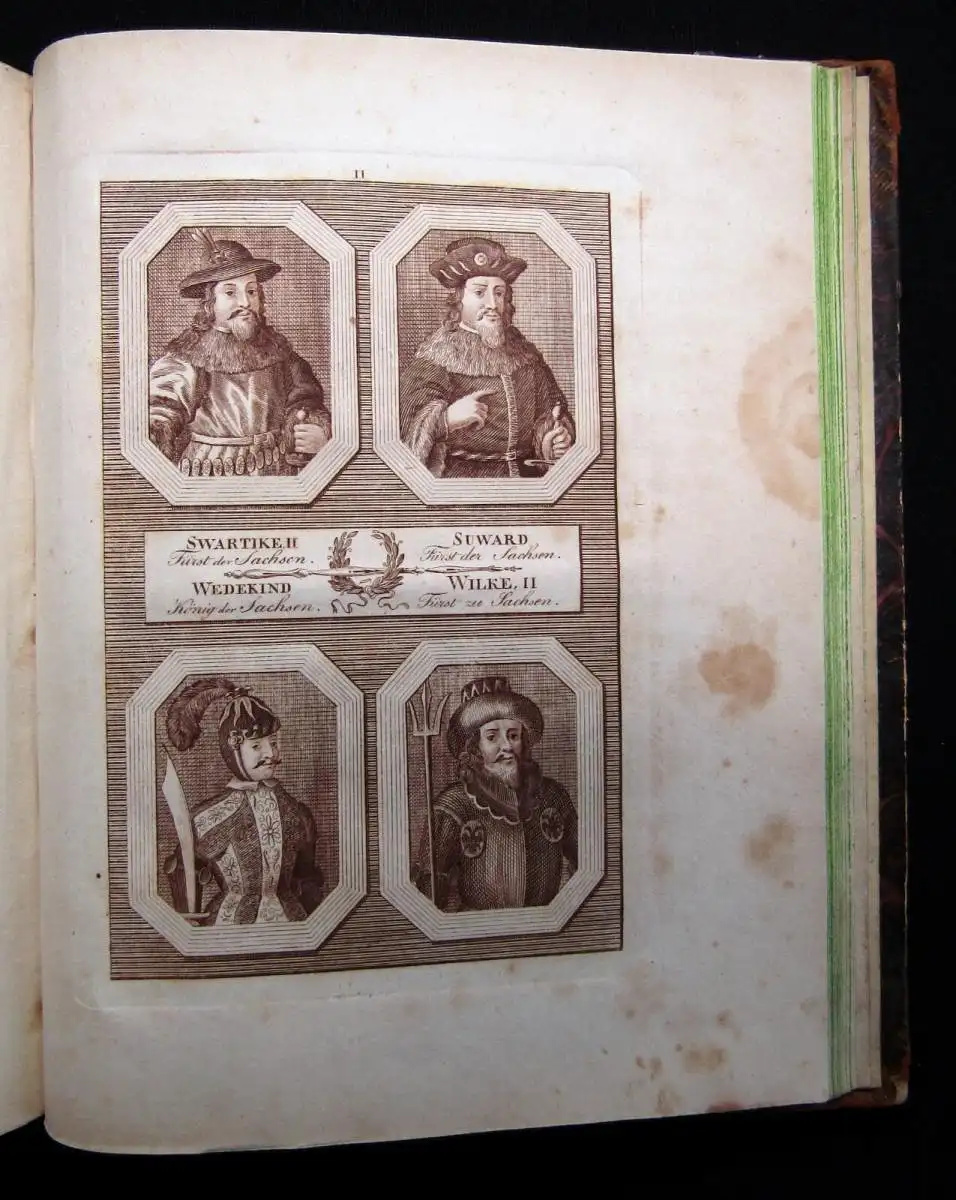 II
SWARTIKE II
Fürst der Sachsen.
WEDEKIND
König der Sachsen.
SUWARD
Fürst der Sachsen.
WILKE, II
Fürst zu Sachsen.